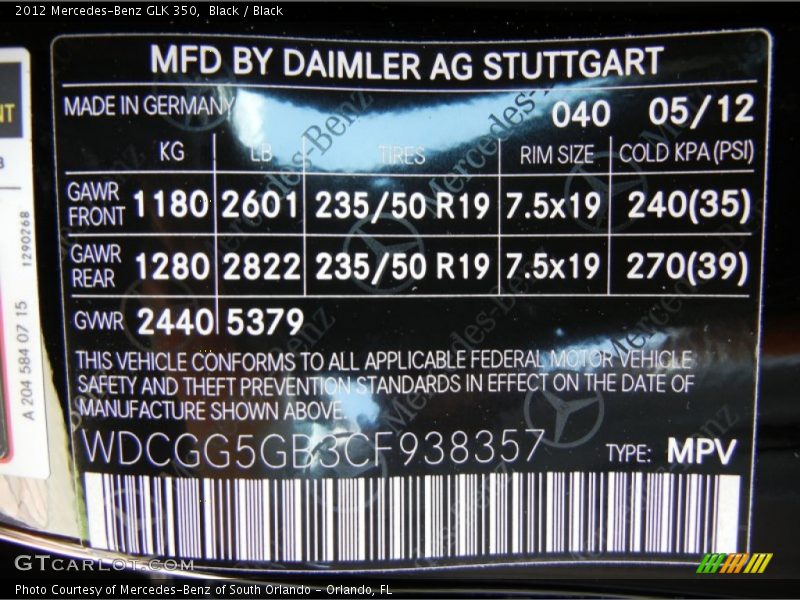 2012 Mercedes-Benz GLK 350,  Black / Black
MFD BY DAIMLER AG STUTTGART
MADE IN GERMANY 040 05/12
KG LB TIRES RIM SIZE COLD KPA (PSI)
GAWR FRONT 1180 2601 235/50 R19 7.5x19 240(35)
GAWR REAR 1280 2822 235/50 R19 7.5x19 270(39)
GVWR 2440 5379
THIS VEHICLE CONFORMS TO ALL APPLICABLE FEDERAL MOTOR VEHICLE
SAFETY AND THEFT PREVENTION STANDARDS IN EFFECT ON THE DATE OF
MANUFACTURE SHOWN ABOVE.
WDCGG5GB3CF938357 TYPE: MPV
A 204 584 07 15
1290268
Mercedes-Benz
GTCARLOT.COM
Photo Courtesy of Mercedes-Benz of South Orlando - Orlando, FL